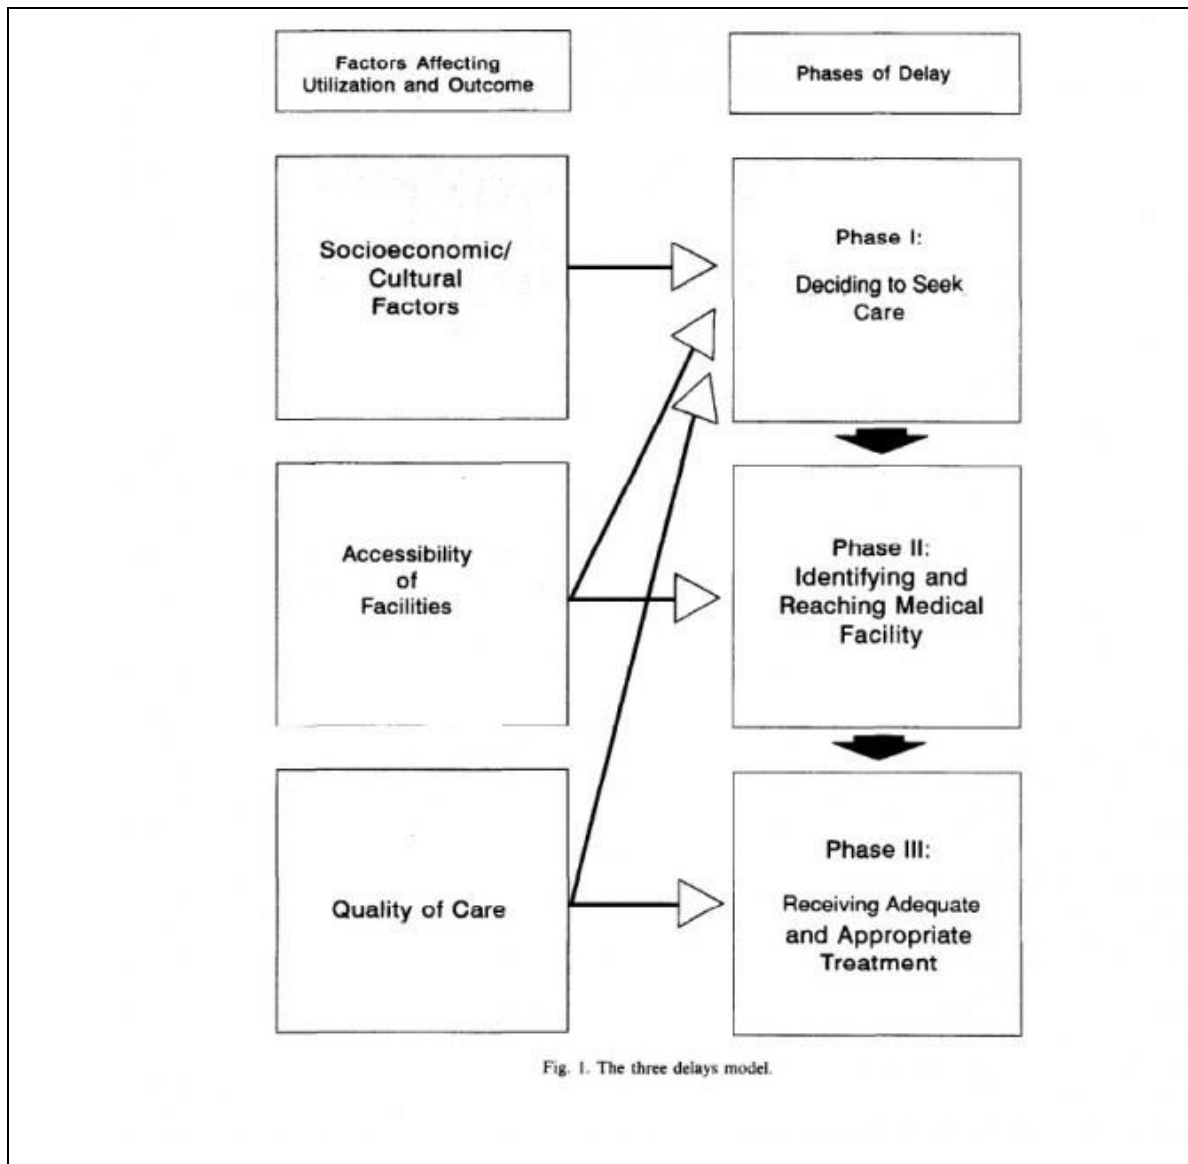 Factors Affecting
Utilization and Outcome
Phases of Delay
Socioeconomic/
Cultural
Factors
Phase I:
Deciding to Seek
Care
Accessibility
of
Facilities
Phase II:
Identifying and
Reaching Medical
Facility
Quality of Care
Phase III:
Receiving Adequate
and Appropriate
Treatment
Fig. 1. The three delays model.